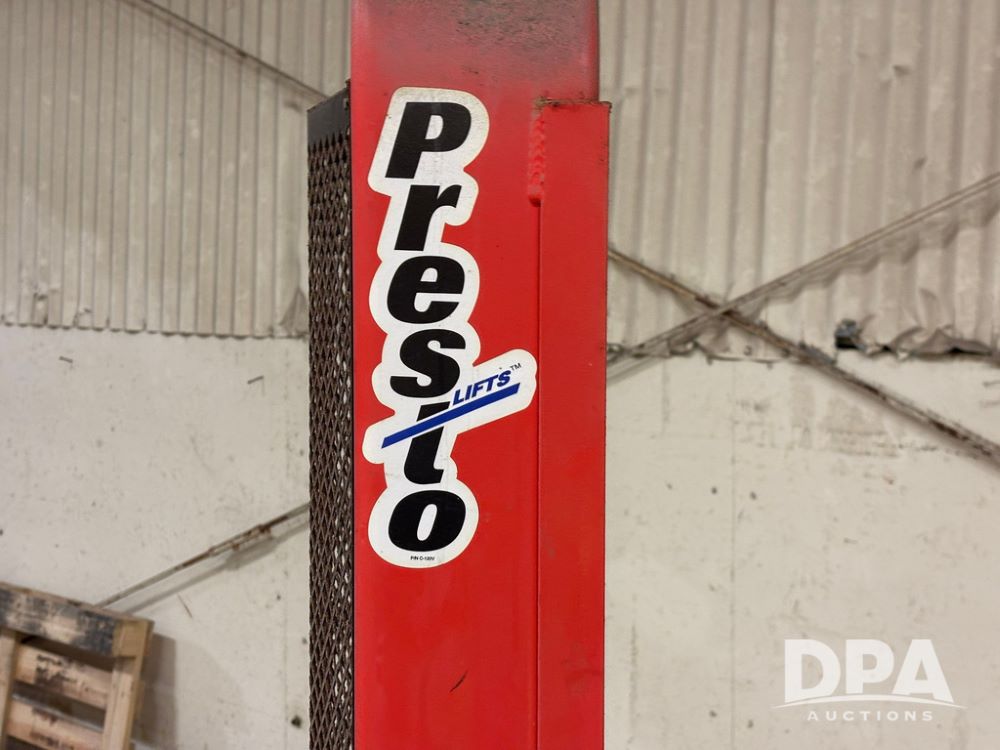 Presto
LIFTS™
DPA
AUCTIONS